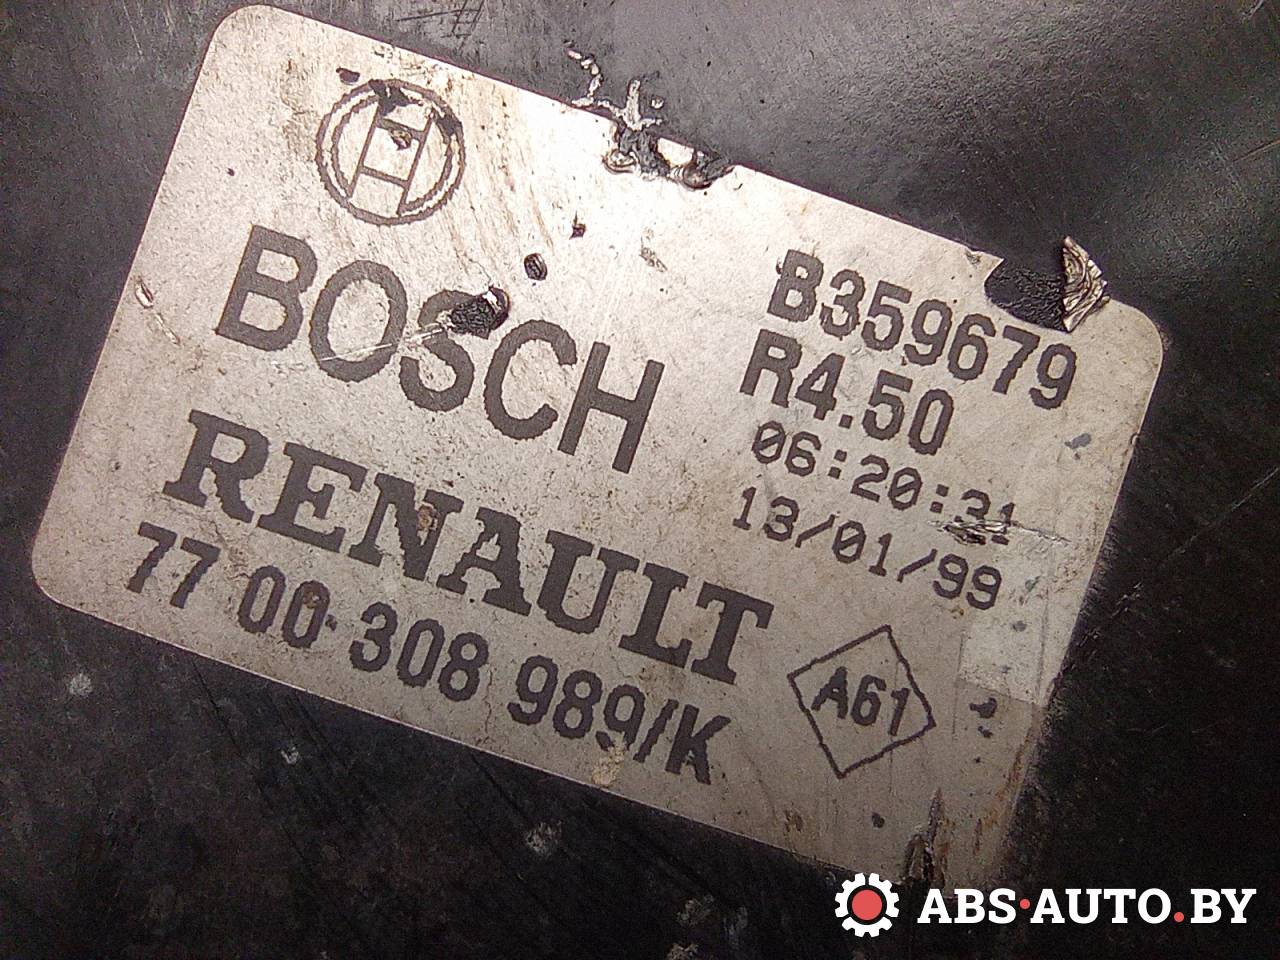 BOSCH
RENAULT
77 00 308 989/K
B359679
R4.50
06:20:31
13/01/99
A61
ABS·AUTO.BY